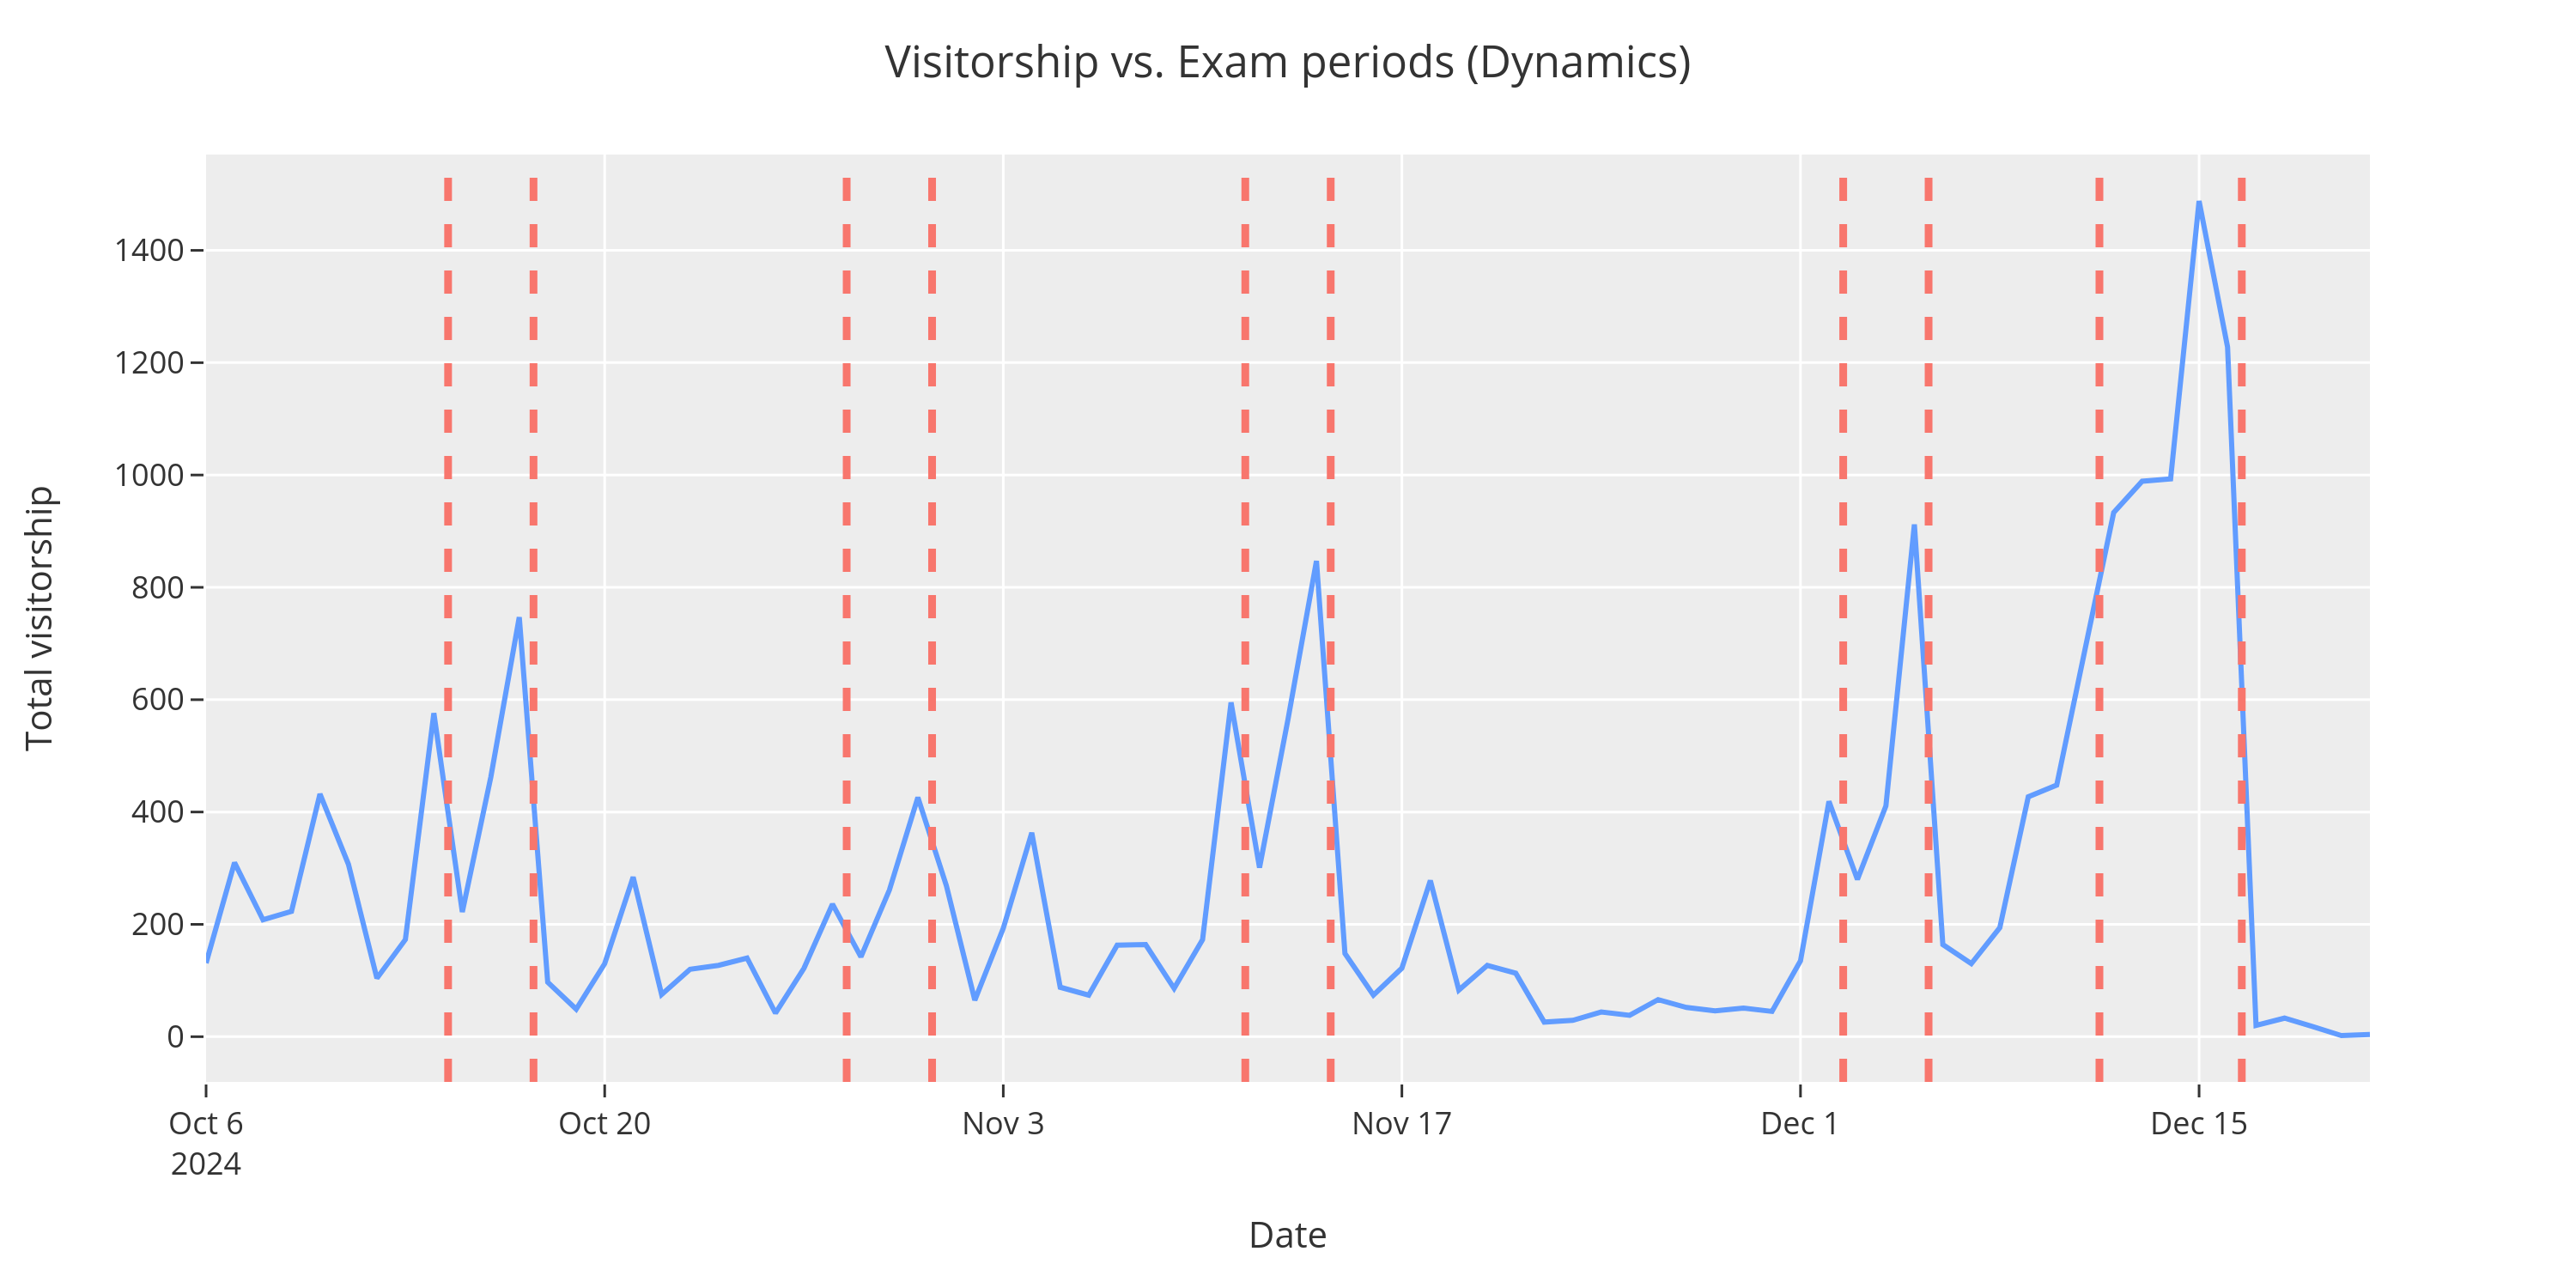 Visitorship vs. Exam periods (Dynamics)
Total visitorship
1400
1200
1000
800
600
400
200
0
Oct 6
2024
Oct 20
Nov 3
Nov 17
Dec 1
Dec 15
Date